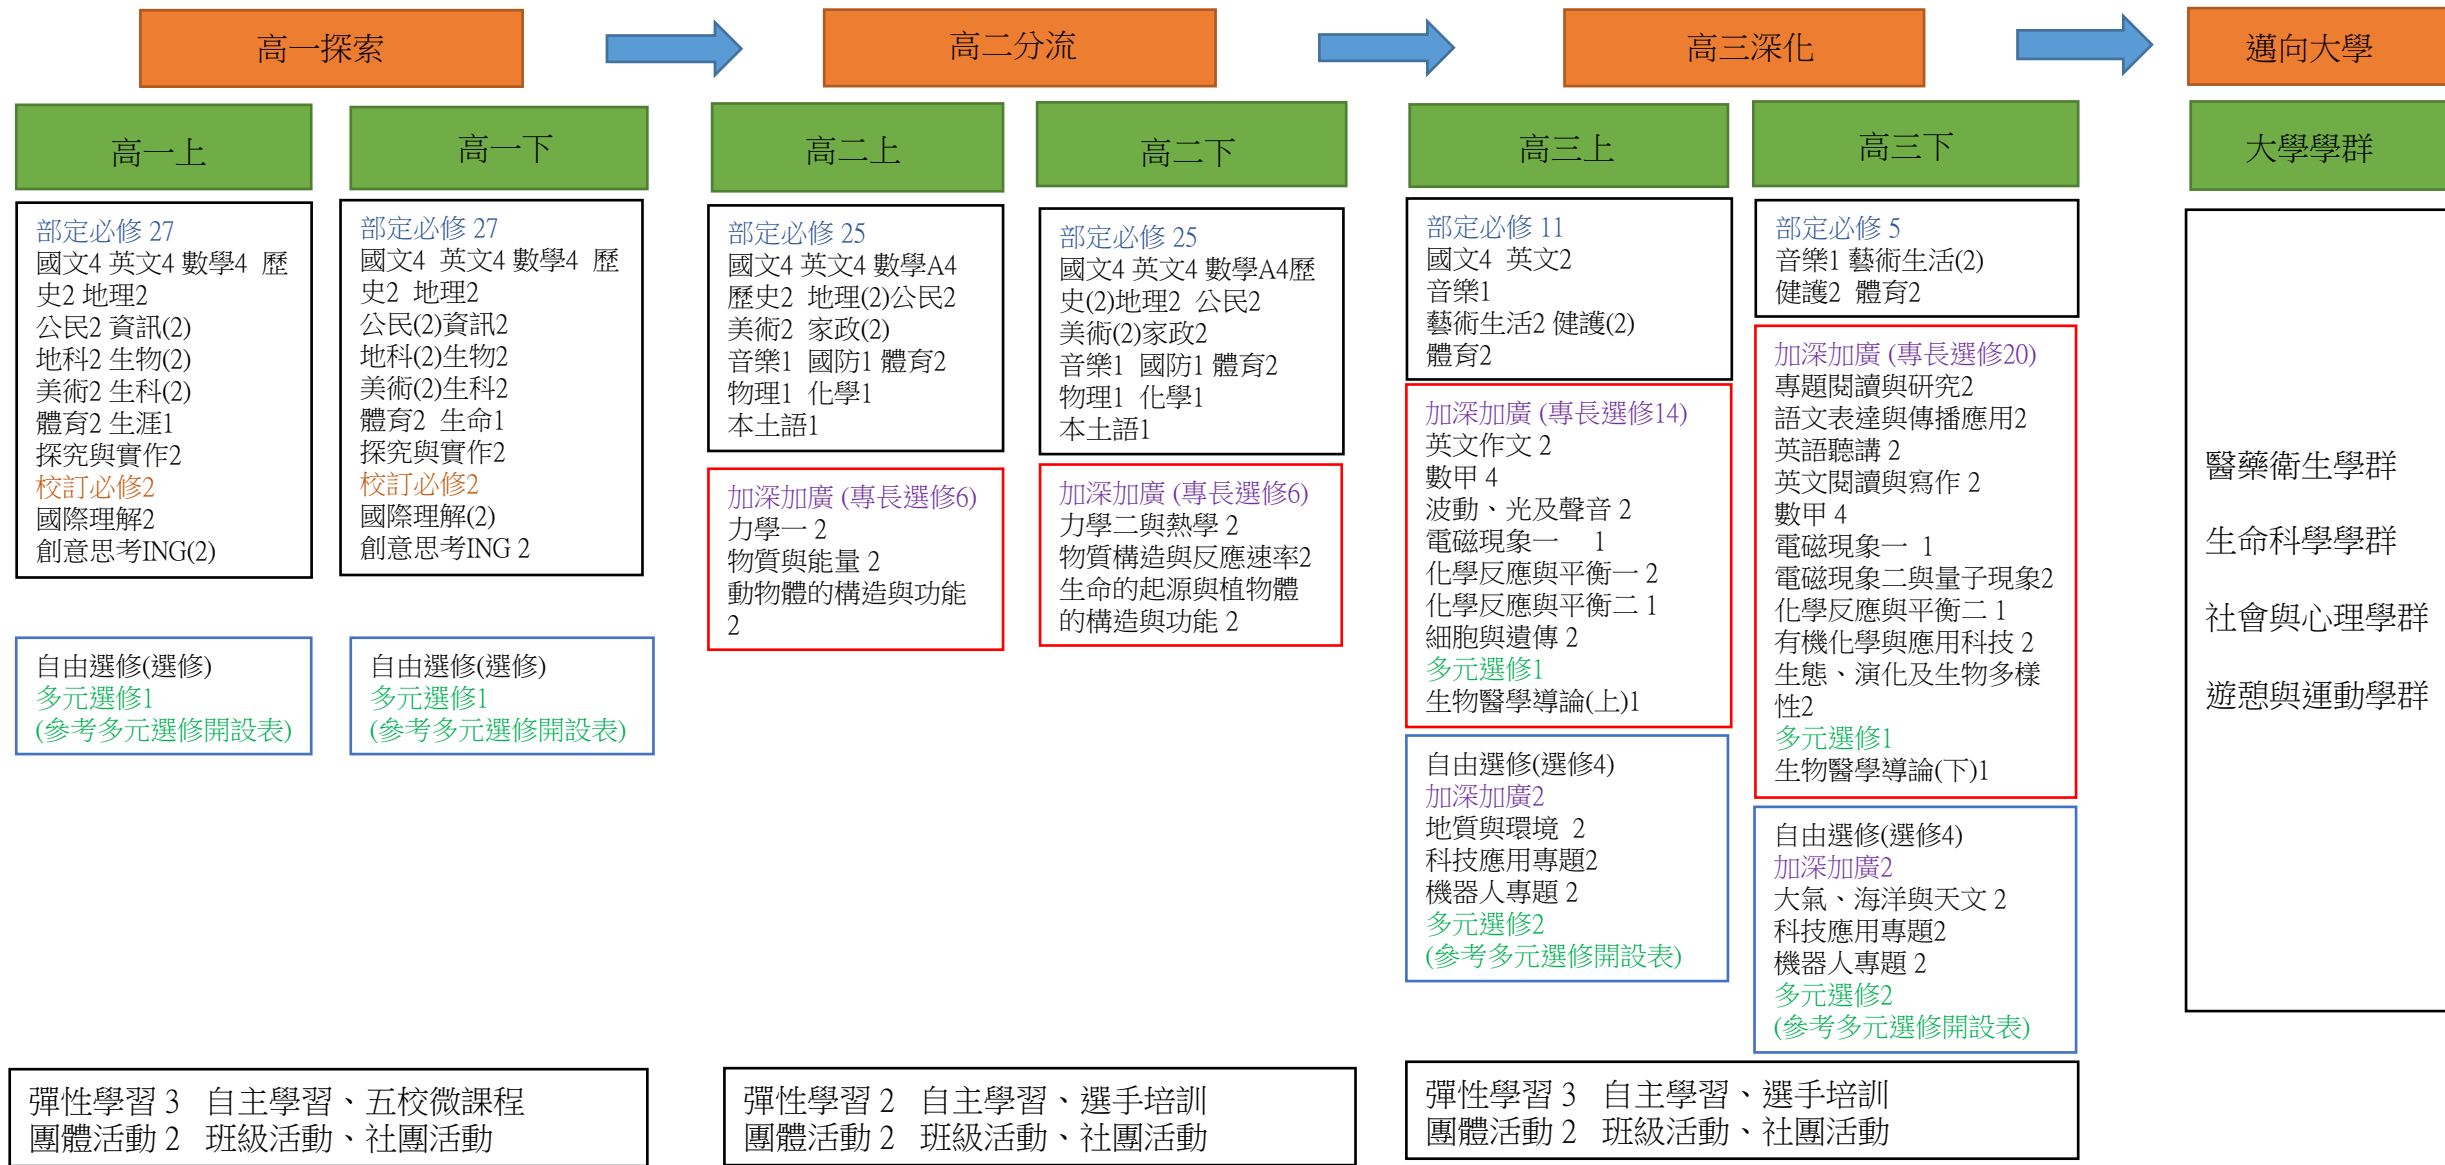 高一探索
高二分流
高三深化
邁向大學
高一上
高一下
高二上
高二下
高三上
高三下
大學學群
部定必修 27
國文4 英文4 數學4 歷
史2 地理2
公民2 資訊(2)
地科2 生物(2)
美術2 生科(2)
體育2 生涯1
探究與實作2
校訂必修2
國際理解2
創意思考ING(2)
自由選修(選修)
多元選修1
(參考多元選修開設表)
部定必修 27
國文4 英文4 數學4 歷
史2 地理2
公民(2)資訊2
地科(2)生物2
美術(2)生科2
體育2 生命1
探究與實作2
校訂必修2
國際理解(2)
創意思考ING 2
自由選修(選修)
多元選修1
(參考多元選修開設表)
部定必修 25
國文4 英文4 數學A4
歷史2 地理(2)公民2
美術2 家政(2)
音樂1 國防1 體育2
物理1 化學1
本土語1
加深加廣 (專長選修6)
力學一 2
物質與能量 2
動物體的構造與功能
2
部定必修 25
國文4 英文4 數學A4歷
史(2)地理2 公民2
美術(2)家政2
音樂1 國防1 體育2
物理1 化學1
本土語1
加深加廣 (專長選修6)
力學二與熱學 2
物質構造與反應速率2
生命的起源與植物體
的構造與功能 2
部定必修 11
國文4 英文2
音樂1
藝術生活2 健護(2)
體育2
加深加廣 (專長選修14)
英文作文 2
數甲 4
波動、光及聲音 2
電磁現象一 1
化學反應與平衡一 2
化學反應與平衡二 1
細胞與遺傳 2
多元選修1
生物醫學導論(上)1
自由選修(選修4)
加深加廣2
地質與環境 2
科技應用專題2
機器人專題 2
多元選修2
(參考多元選修開設表)
部定必修 5
音樂1 藝術生活(2)
健護2 體育2
加深加廣 (專長選修20)
專題閱讀與研究2
語文表達與傳播應用2
英語聽講 2
英文閱讀與寫作 2
數甲 4
電磁現象一 1
電磁現象二與量子現象2
化學反應與平衡二 1
有機化學與應用科技 2
生態、演化及生物多樣
性2
多元選修1
生物醫學導論(下)1
自由選修(選修4)
加深加廣2
大氣、海洋與天文 2
科技應用專題2
機器人專題 2
多元選修2
(參考多元選修開設表)
醫藥衛生學群
生命科學學群
社會與心理學群
遊憩與運動學群
彈性學習 3 自主學習、五校微課程
團體活動 2 班級活動、社團活動
彈性學習 2 自主學習、選手培訓
團體活動 2 班級活動、社團活動
彈性學習 3 自主學習、選手培訓
團體活動 2 班級活動、社團活動